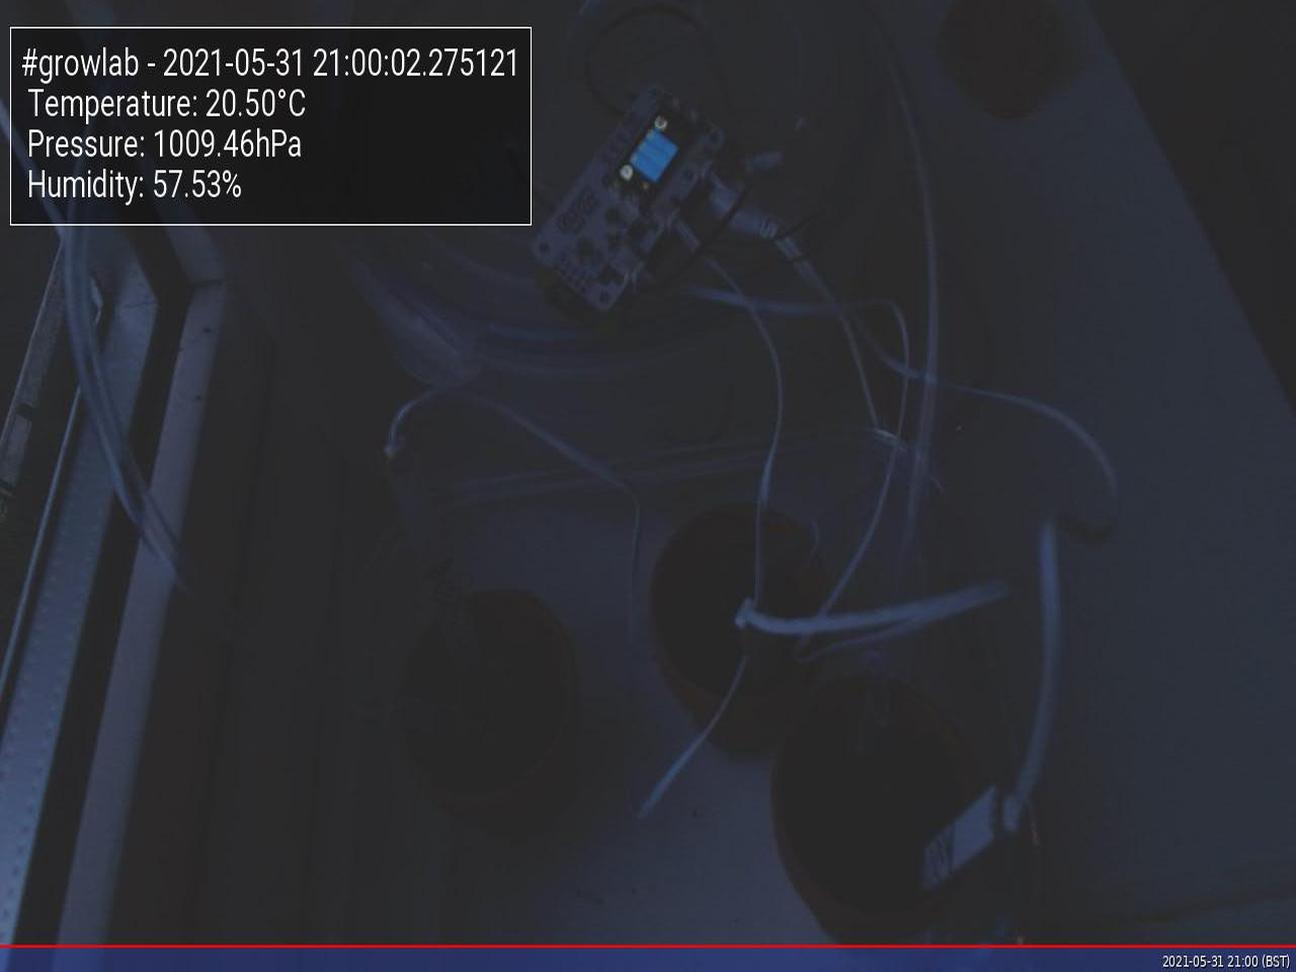 #growlab - 2021-05-31 21:00:02.275121
Temperature: 20.50°C
Pressure: 1009.46hPa
Humidity: 57.53%
2021-05-31 21:00 (BST)